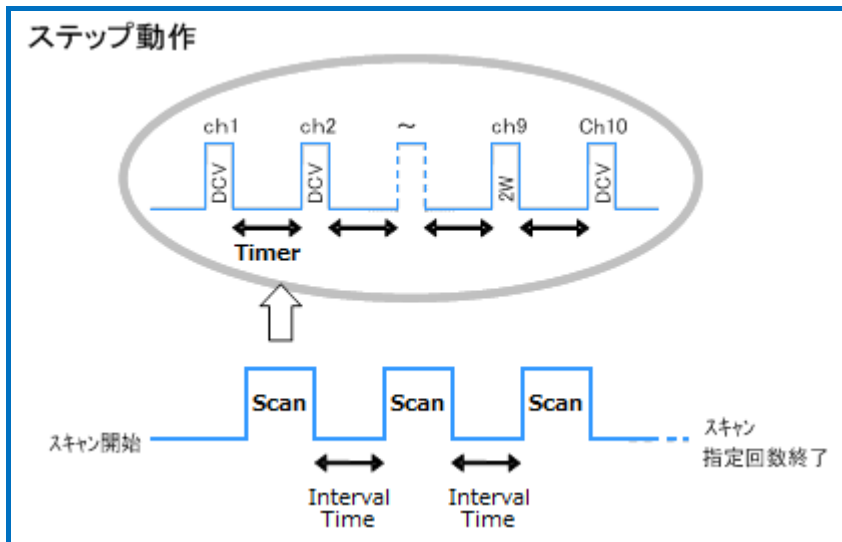 ステップ動作
ch1 ch2 ～ ch9 Ch10
DCV DCV 2W DCV
Timer
Scan Scan Scan
スキャン開始
スキャン
指定回数終了
Interval Interval
Time Time